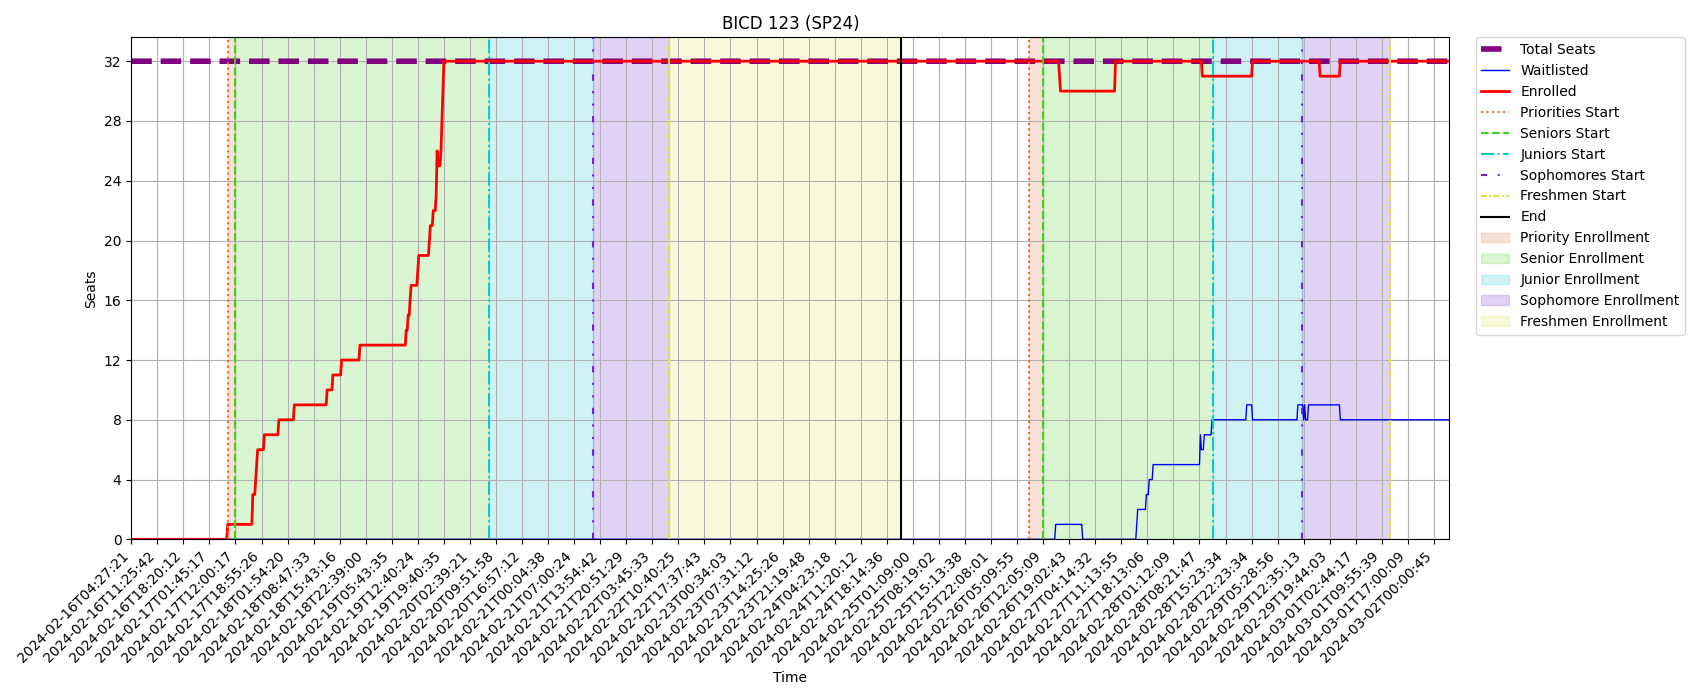 BICD 123 (SP24)
Seats
32
28
24
20
16
12
8
4
0
2024-02-16T04:27:21
2024-02-16T11:25:42
2024-02-16T18:20:12
2024-02-17T01:45:17
2024-02-17T12:00:17
2024-02-17T18:55:26
2024-02-18T01:54:20
2024-02-18T08:47:33
2024-02-18T15:43:16
2024-02-18T22:39:00
2024-02-19T05:43:35
2024-02-19T12:40:24
2024-02-19T19:40:35
2024-02-20T02:39:21
2024-02-20T09:51:58
2024-02-20T16:57:12
2024-02-21T00:04:38
2024-02-21T07:00:24
2024-02-21T13:54:42
2024-02-21T20:51:29
2024-02-22T03:45:33
2024-02-22T10:40:25
2024-02-22T17:37:43
2024-02-23T00:34:03
2024-02-23T07:31:12
2024-02-23T14:25:26
2024-02-23T21:19:48
2024-02-24T04:23:18
2024-02-24T11:20:12
2024-02-24T18:14:36
2024-02-25T01:09:00
2024-02-25T08:19:02
2024-02-25T15:13:38
2024-02-25T22:08:01
2024-02-26T05:09:55
2024-02-26T12:05:09
2024-02-26T19:02:43
2024-02-27T04:14:32
2024-02-27T11:13:55
2024-02-27T18:13:06
2024-02-28T01:12:09
2024-02-28T08:21:47
2024-02-28T15:23:34
2024-02-28T22:23:34
2024-02-29T05:28:56
2024-02-29T12:35:13
2024-02-29T19:44:03
2024-03-01T02:44:17
2024-03-01T09:55:39
2024-03-01T17:00:09
2024-03-02T00:00:45
Time
Total Seats
Waitlisted
Enrolled
Priorities Start
Seniors Start
Juniors Start
Sophomores Start
Freshmen Start
End
Priority Enrollment
Senior Enrollment
Junior Enrollment
Sophomore Enrollment
Freshmen Enrollment